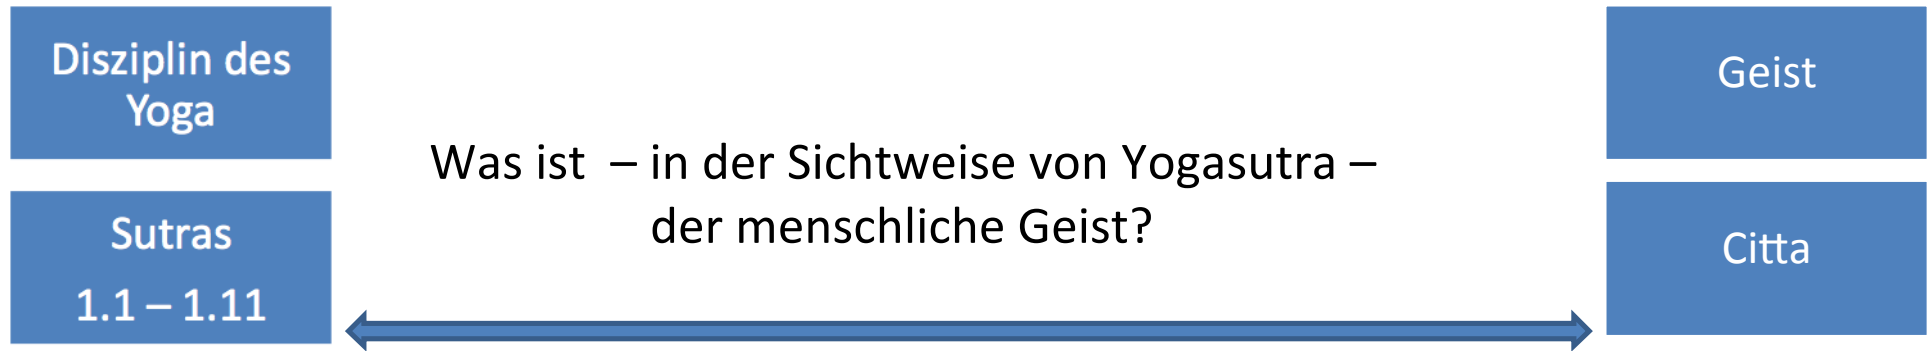 Disziplin des
Yoga
Sutras
1.1 – 1.11
Was ist – in der Sichtweise von Yogasutra –
der menschliche Geist?
Geist
Citta